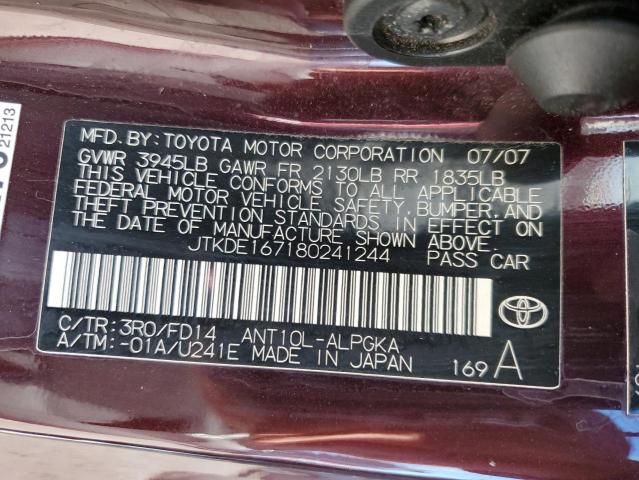 MFD. BY: TOYOTA MOTOR CORPORATION 07/07
GVWR 3945LB GAWR FR 2130LB RR 1835LB
THIS VEHICLE CONFORMS TO ALL APPLICABLE
FEDERAL MOTOR VEHICLE SAFETY, BUMPER, AND
THEFT PREVENTION STANDARDS IN EFFECT ON
THE DATE OF MANUFACTURE SHOWN ABOVE.
JTKDE167180241244 PASS CAR
C/TR: 3R0/FD14 ANT10L-ALPGKA
A/TM: -01A/U241E MADE IN JAPAN
169 A
21213